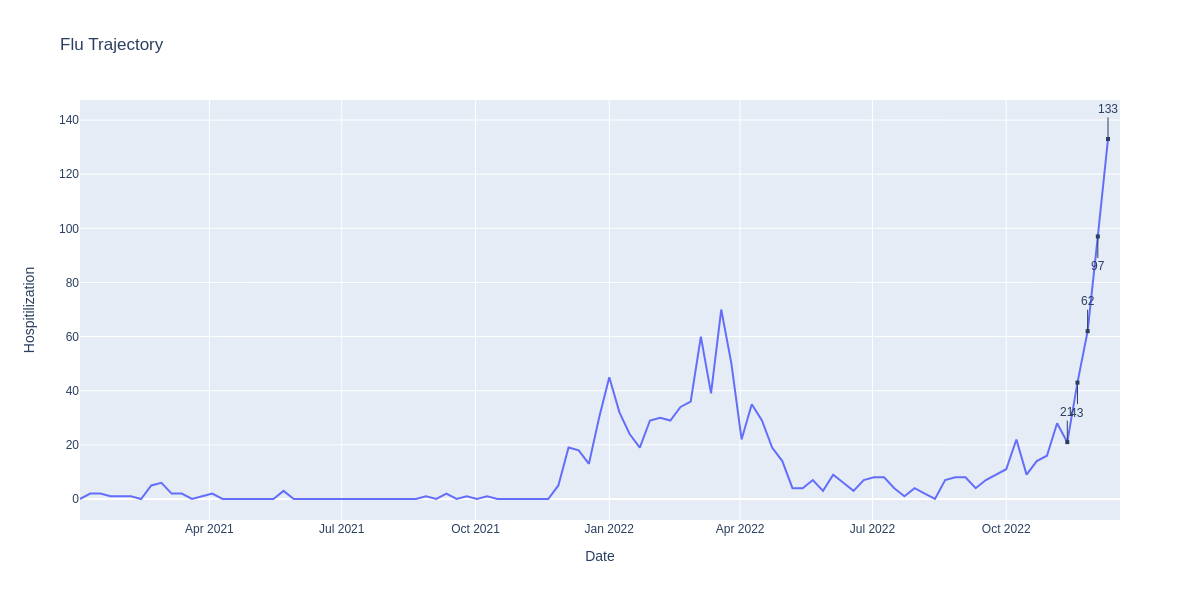 Flu Trajectory
133
140
120
100
97
80
62
60
40
21
43
20
0
Apr 2021
Jul 2021
Oct 2021
Jan 2022
Apr 2022
Jul 2022
Oct 2022
Date
Hospitilization